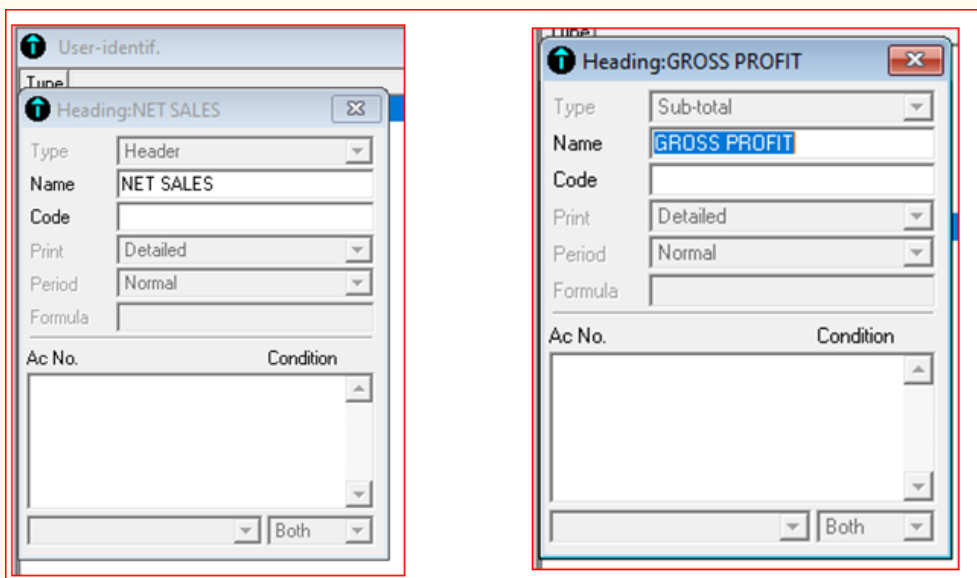 User-identif.
Type
Heading:NET SALES
Type Header
Name NET SALES
Code
Print Detailed
Period Normal
Formula
Ac No. Condition
Both
Type
Heading:GROSS PROFIT
Type Sub-total
Name GROSS PROFIT
Code
Print Detailed
Period Normal
Formula
Ac No. Condition
Both